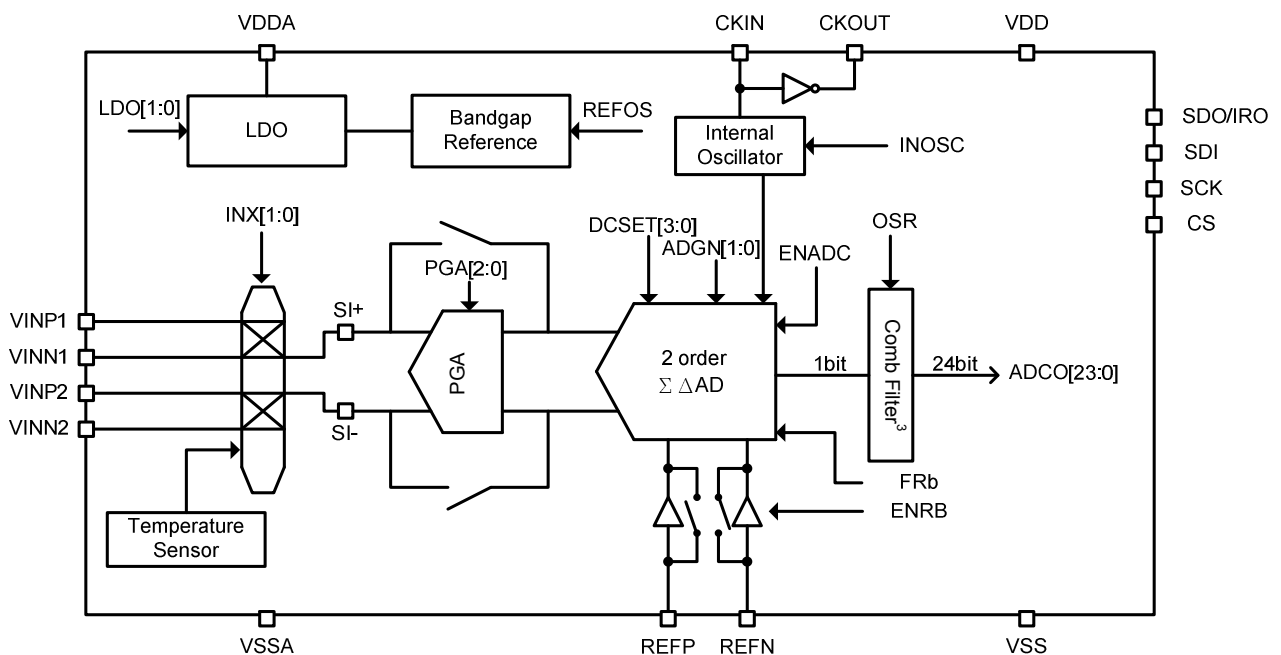 VDDA
CKIN
CKOUT
VDD
LDO[1:0]
LDO
Bandgap
Reference
REFOS
Internal
Oscillator
INOSC
SDO/IRO
SDI
SCK
CS
INX[1:0]
DCSET[3:0]
ADGN[1:0]
ENADC
OSR
PGA[2:0]
VINP1
VINN1
VINP2
VINN2
SI+
SI-
PGA
2 order
Σ ΔAD
1bit
Comb Filter³
24bit
ADCO[23:0]
FRb
ENRB
Temperature
Sensor
VSSA
REFP
REFN
VSS